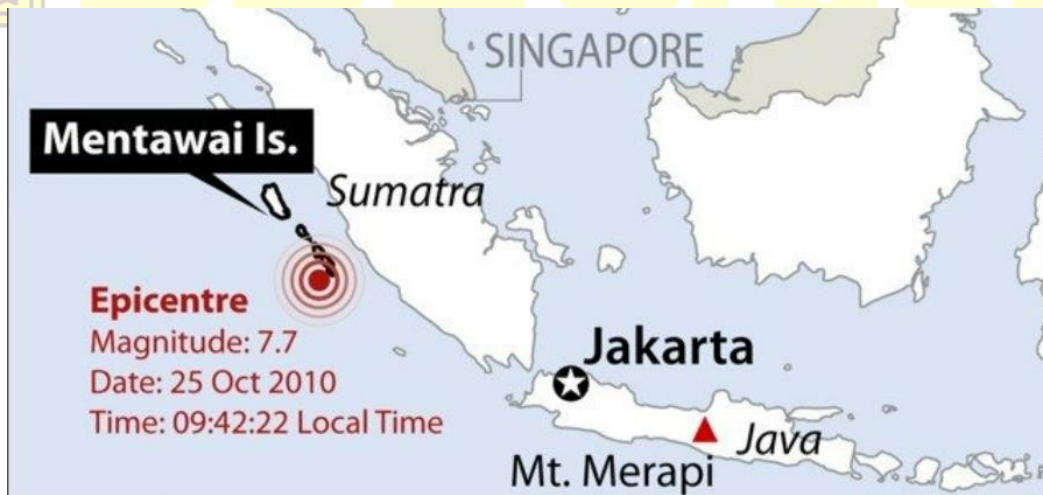 SINGAPORE
Mentawai Is.
Sumatra
Epicentre
Magnitude: 7.7
Date: 25 Oct 2010
Time: 09:42:22 Local Time
Jakarta
Java
Mt. Merapi